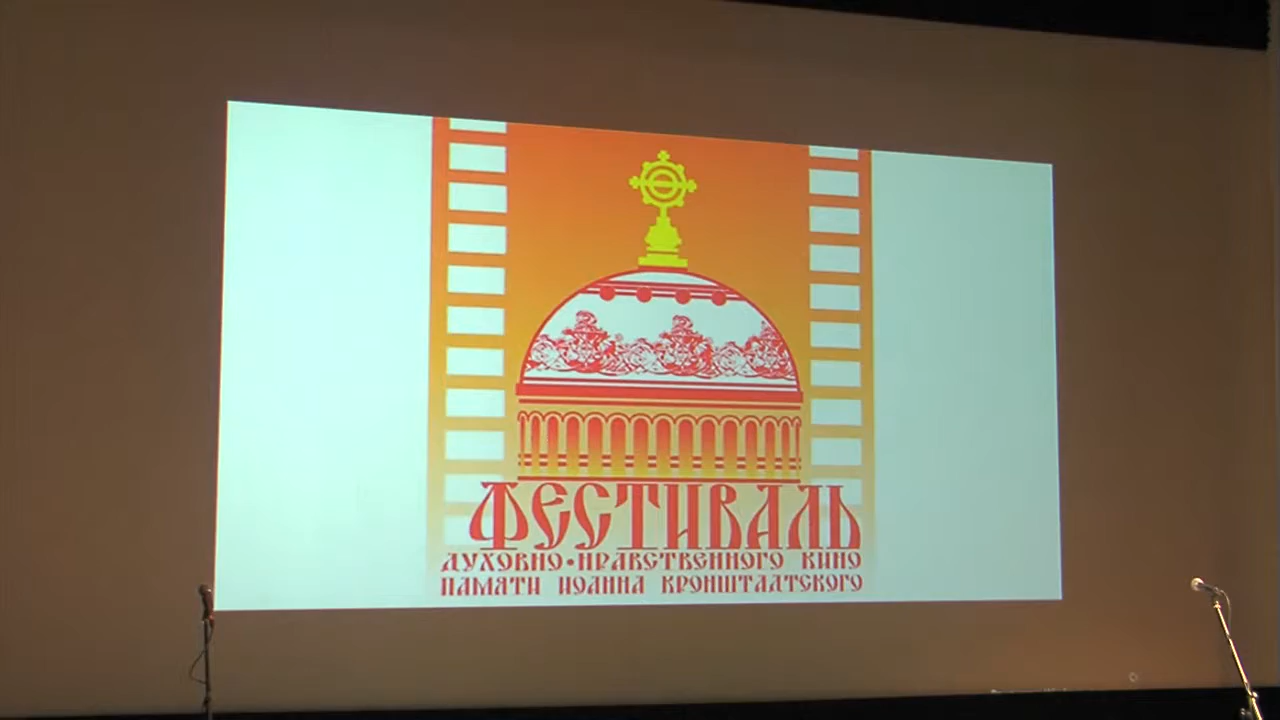 ФЕСТИВАЛЬ
ДУХОВНО•НРАВСТВЕННОГО КИНО
ПАМЯТИ ИОАННА КРОНШТАДТСКОГО